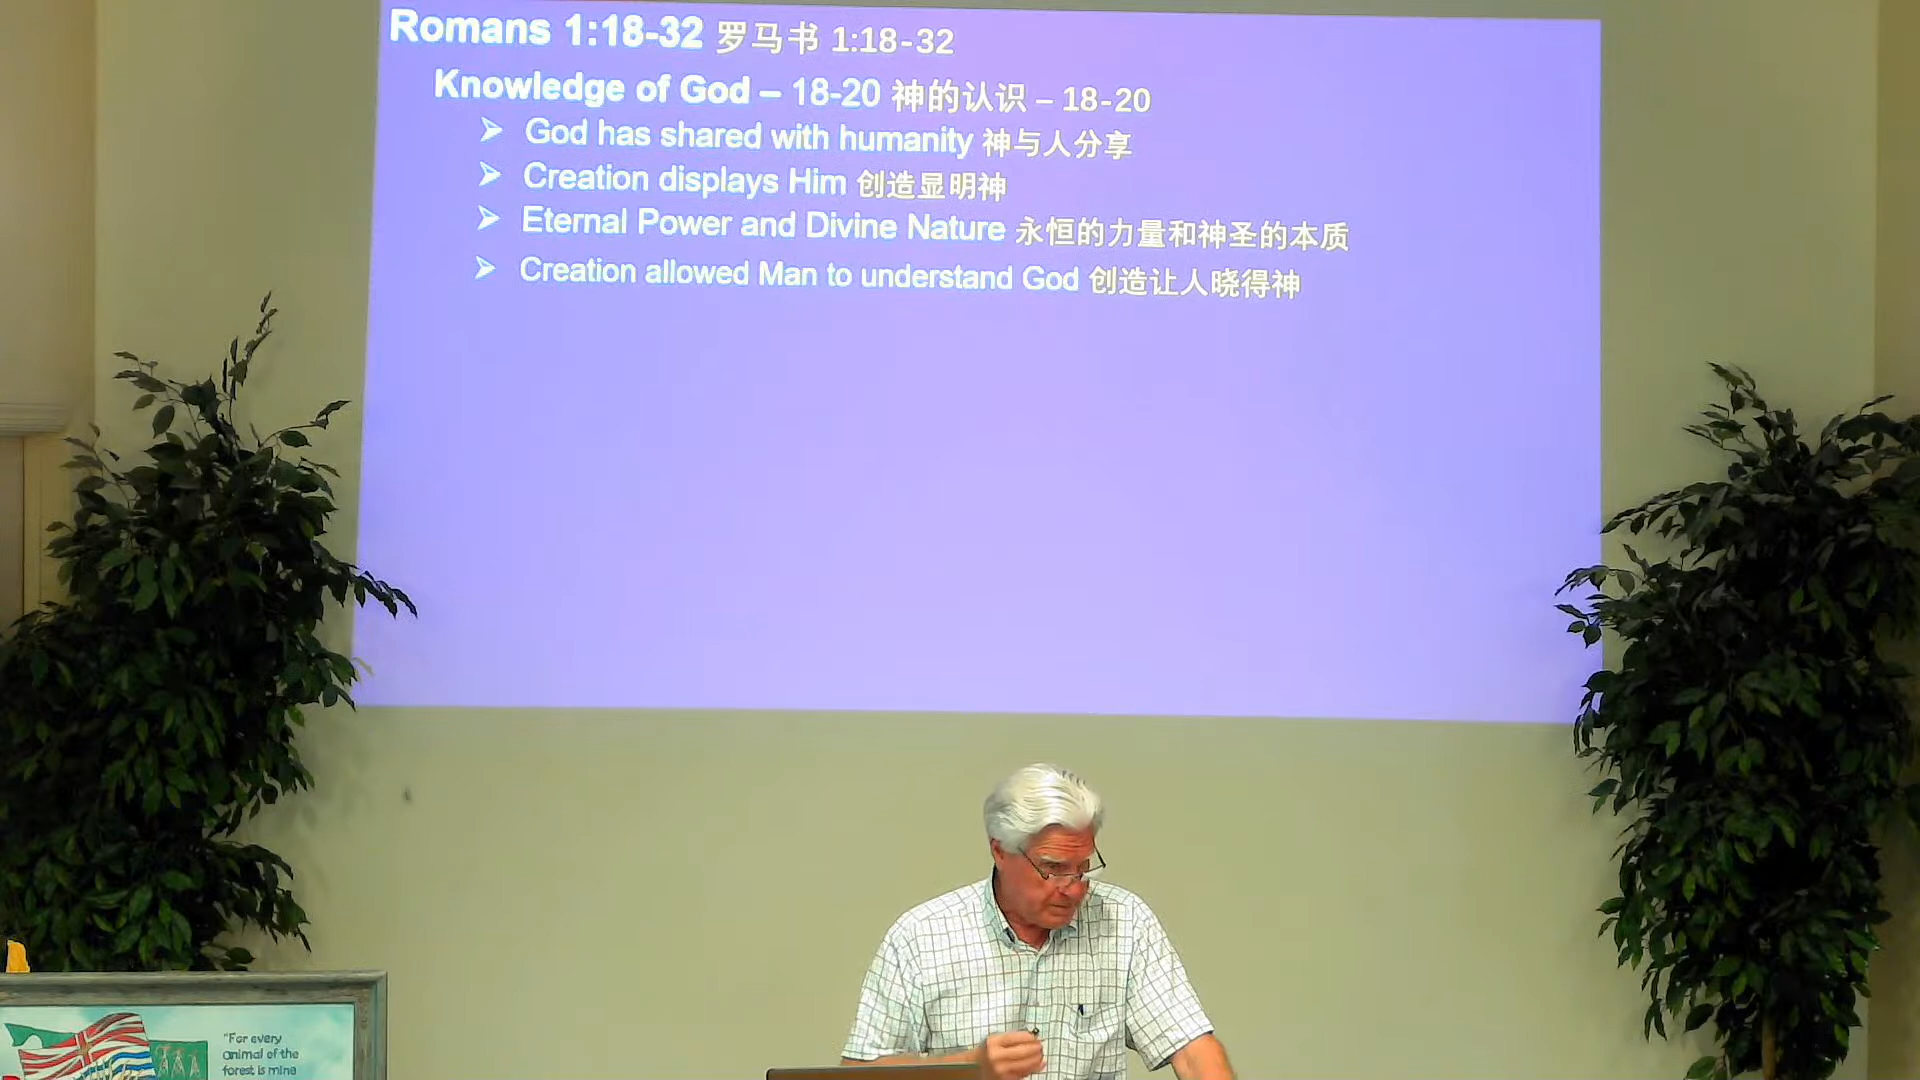 Romans 1:18-32 罗马书 1:18-32
Knowledge of God – 18-20 神的认识 – 18-20
God has shared with humanity 神与人分享
Creation displays Him 创造显明神
Eternal Power and Divine Nature 永恒的力量和神圣的本质
Creation allowed Man to understand God 创造让人晓得神
"For every
animal of the
forest is mine